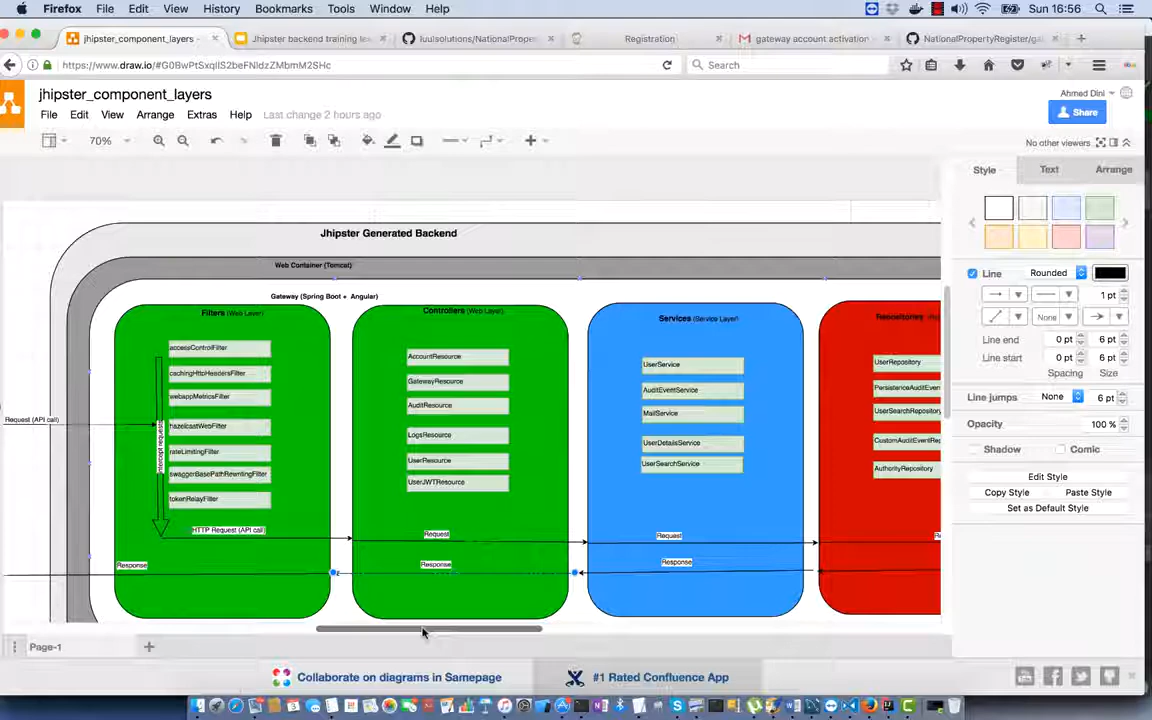 Firefox File Edit View History Bookmarks Tools Window Help Sun 16:56
jhipster_component_layers - Jhipster backend training le luulsolutions/NationalPrope Registration gateway account activation - NationalPropertyRegister/ga
Search
jhipster_component_layers
Ahmed Dini
File Edit View Arrange Extras Help Last change 2 hours ago
Share
70%
No other viewers
Style Text Arrange
Jhipster Generated Backend
Web Container (Tomcat)
Gateway (Spring Boot + Angular)
Filters (Web Layer)
accessControlFilter
cachingHttpHeadersFilter
webappMetricsFilter
hazelcastWebFilter
rateLimitingFilter
swaggerBasePathRewritingFilter
tokenRelayFilter
Request (API call)
HTTP Request (API call)
Response
Controllers (Web Layer)
AccountResource
GatewayResource
AuditResource
LogsResource
UserResource
UserJWTResource
Request
Response
Services (Service Layer)
UserService
AuditEventService
MailService
UserDetailsService
UserSearchService
Request
Response
UserRepository
PersistenceAuditEven
UserSearchRepository
CustomAuditEventRep
AuthorityRepository
Line Rounded
1 pt
None
Line end 0 pt 6 pt
Line start 0 pt 6 pt
Spacing Size
Line jumps None 6 pt
Opacity 100 %
Shadow Comic
Edit Style
Copy Style Paste Style
Set as Default Style
Page-1
Collaborate on diagrams in Samepage #1 Rated Confluence App